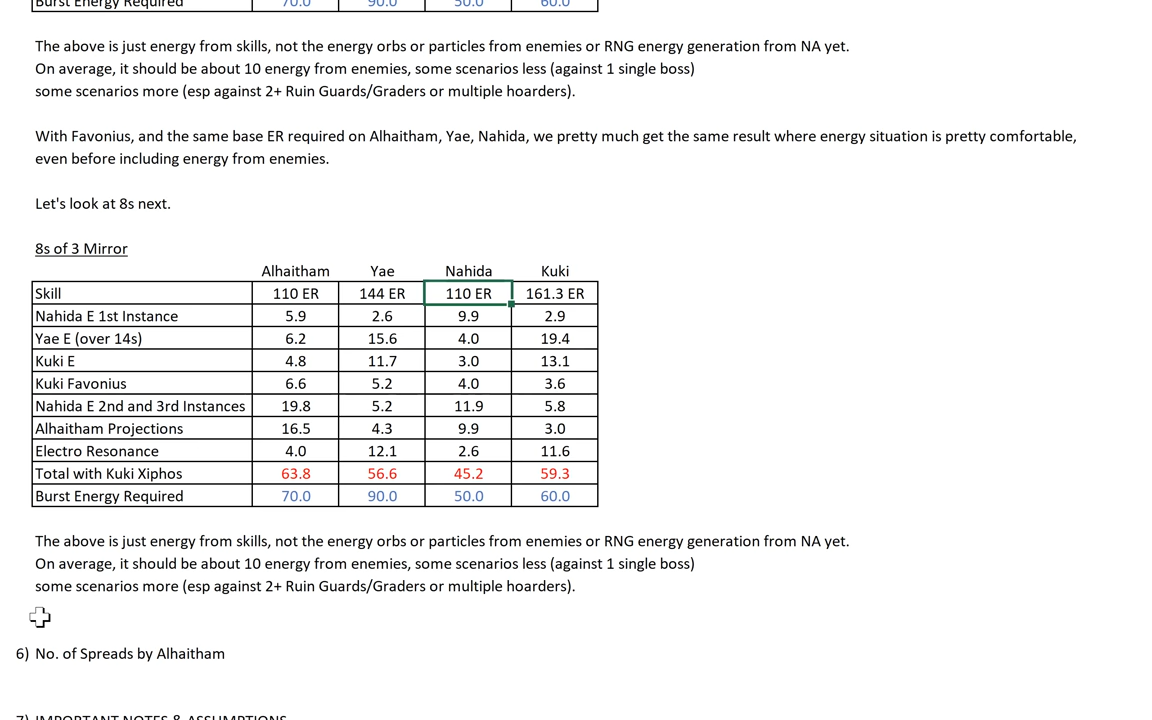 Burst Energy Required 70.0 90.0 50.0 60.0
The above is just energy from skills, not the energy orbs or particles from enemies or RNG energy generation from NA yet.
On average, it should be about 10 energy from enemies, some scenarios less (against 1 single boss)
some scenarios more (esp against 2+ Ruin Guards/Graders or multiple hoarders).
With Favonius, and the same base ER required on Alhaitham, Yae, Nahida, we pretty much get the same result where energy situation is pretty comfortable,
even before including energy from enemies.
Let's look at 8s next.
8s of 3 Mirror
Alhaitham Yae Nahida Kuki
Skill 110 ER 144 ER 110 ER 161.3 ER
Nahida E 1st Instance 5.9 2.6 9.9 2.9
Yae E (over 14s) 6.2 15.6 4.0 19.4
Kuki E 4.8 11.7 3.0 13.1
Kuki Favonius 6.6 5.2 4.0 3.6
Nahida E 2nd and 3rd Instances 19.8 5.2 11.9 5.8
Alhaitham Projections 16.5 4.3 9.9 3.0
Electro Resonance 4.0 12.1 2.6 11.6
Total with Kuki Xiphos 63.8 56.6 45.2 59.3
Burst Energy Required 70.0 90.0 50.0 60.0
The above is just energy from skills, not the energy orbs or particles from enemies or RNG energy generation from NA yet.
On average, it should be about 10 energy from enemies, some scenarios less (against 1 single boss)
some scenarios more (esp against 2+ Ruin Guards/Graders or multiple hoarders).
6) No. of Spreads by Alhaitham
7) IMPORTANT NOTES & ASSUMPTIONS